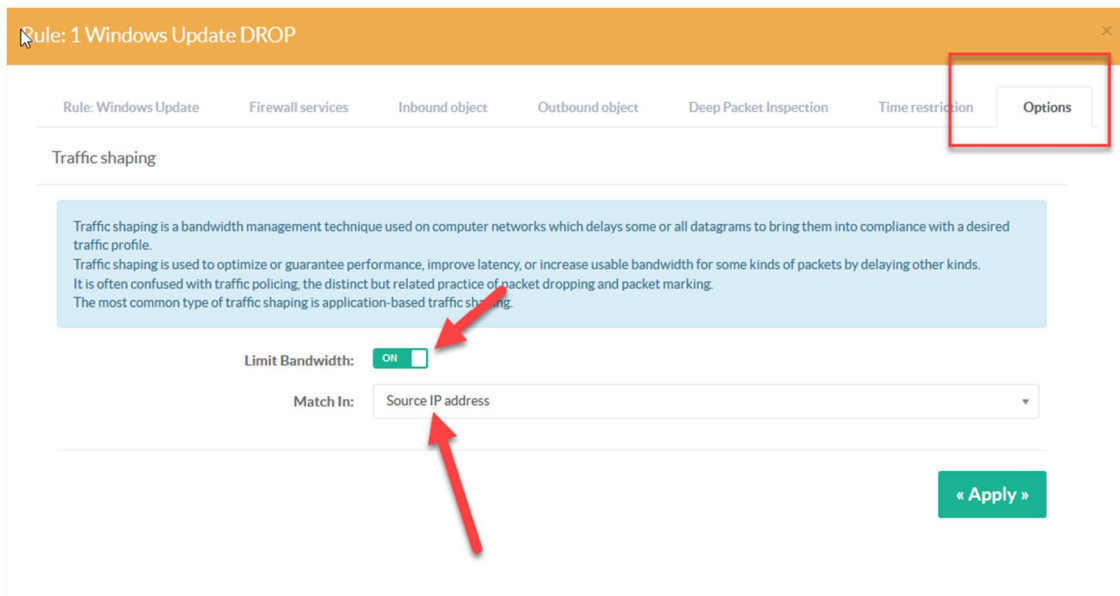 Rule: 1 Windows Update DROP
×
Rule: Windows Update Firewall services Inbound object Outbound object Deep Packet Inspection Time restriction Options
Traffic shaping
Traffic shaping is a bandwidth management technique used on computer networks which delays some or all datagrams to bring them into compliance with a desired
traffic profile.
Traffic shaping is used to optimize or guarantee performance, improve latency, or increase usable bandwidth for some kinds of packets by delaying other kinds.
It is often confused with traffic policing, the distinct but related practice of packet dropping and packet marking.
The most common type of traffic shaping is application-based traffic shaping.
Limit Bandwidth: ON
Match In: Source IP address
« Apply »